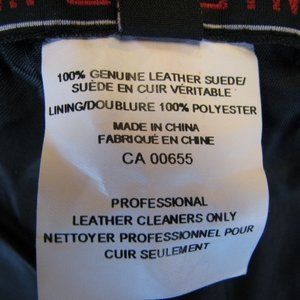 100% GENUINE LEATHER SUEDE/
SUÈDE EN CUIR VÉRITABLE
LINING/DOUBLURE 100% POLYESTER
MADE IN CHINA
FABRIQUÉ EN CHINE
CA 00655
PROFESSIONAL
LEATHER CLEANERS ONLY
NETTOYER PROFESSIONNEL POUR
CUIR SEULEMENT